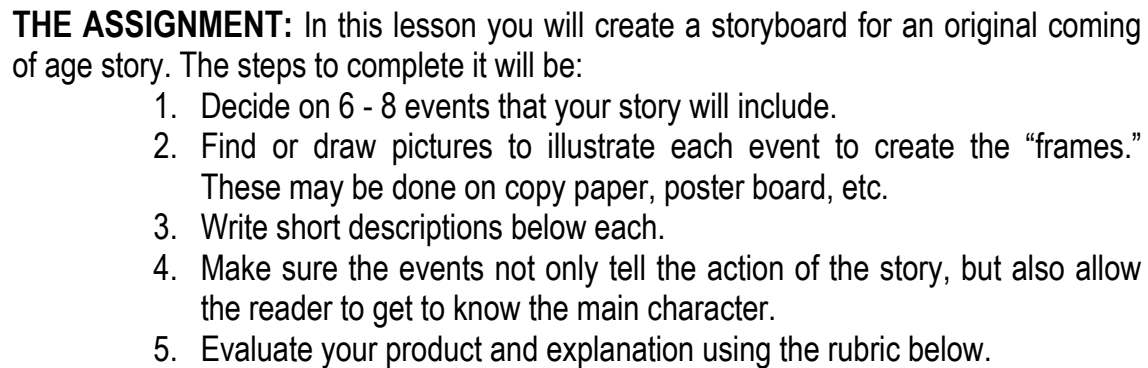 THE ASSIGNMENT: In this lesson you will create a storyboard for an original coming
of age story. The steps to complete it will be:
1. Decide on 6 - 8 events that your story will include.
2. Find or draw pictures to illustrate each event to create the “frames.”
These may be done on copy paper, poster board, etc.
3. Write short descriptions below each.
4. Make sure the events not only tell the action of the story, but also allow
the reader to get to know the main character.
5. Evaluate your product and explanation using the rubric below.